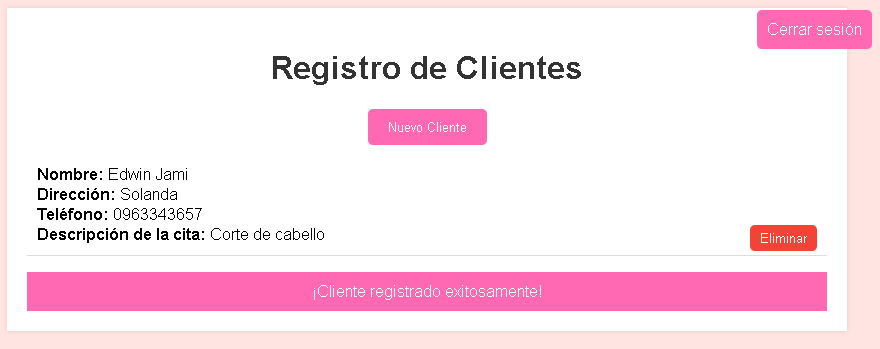 Cerrar sesión
Registro de Clientes
Nuevo Cliente
Nombre: Edwin Jami
Dirección: Solanda
Teléfono: 0963343657
Descripción de la cita: Corte de cabello
Eliminar
¡Cliente registrado exitosamente!